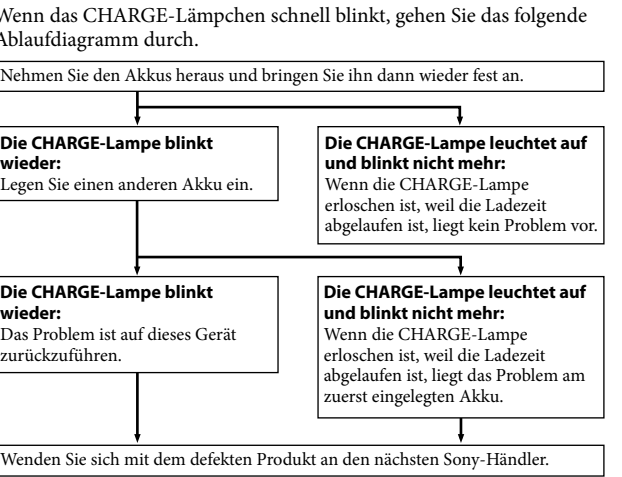 Wenn das CHARGE-Lämpchen schnell blinkt, gehen Sie das folgende
Ablaufdiagramm durch.
Nehmen Sie den Akkus heraus und bringen Sie ihn dann wieder fest an.
Die CHARGE-Lampe blinkt
wieder:
Legen Sie einen anderen Akku ein.
Die CHARGE-Lampe leuchtet auf
und blinkt nicht mehr:
Wenn die CHARGE-Lampe
erloschen ist, weil die Ladezeit
abgelaufen ist, liegt kein Problem vor.
Die CHARGE-Lampe blinkt
wieder:
Das Problem ist auf dieses Gerät
zurückzuführen.
Die CHARGE-Lampe leuchtet auf
und blinkt nicht mehr:
Wenn die CHARGE-Lampe
erloschen ist, weil die Ladezeit
abgelaufen ist, liegt das Problem am
zuerst eingelegten Akku.
Wenden Sie sich mit dem defekten Produkt an den nächsten Sony-Händler.